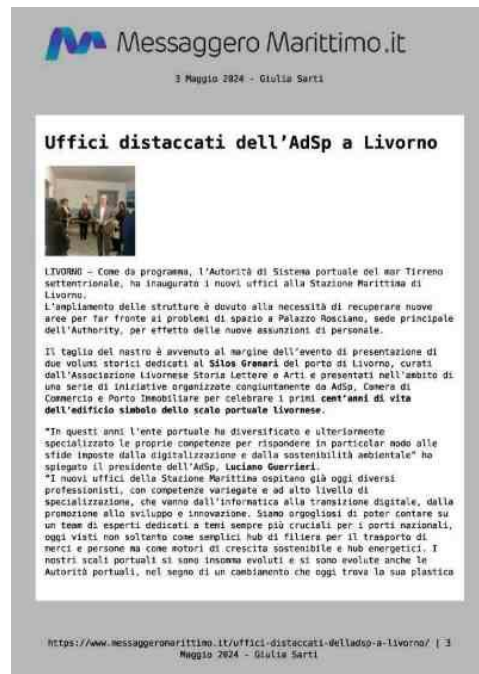 Messaggero Marittimo.it
3 Maggio 2024 - Giulia Sarti
Uffici distaccati dell'AdSp a Livorno
LIVORNO – Come da programma, l'Autorità di Sistema portuale del mar Tirreno
settentrionale, ha inaugurato i nuovi uffici alla Stazione Marittima di
Livorno.
L'ampliamento delle strutture è dovuto alla necessità di recuperare nuove
aree per far fronte ai problemi di spazio a Palazzo Rosciano, sede principale
dell'Authority, per effetto delle nuove assunzioni di personale.
Il taglio del nastro è avvenuto al margine dell'evento di presentazione di
due volumi storici dedicati al Silos Granari del porto di Livorno, curati
dall'Associazione Livornese Storia Lettere e Arti e presentati nell'ambito di
una serie di iniziative organizzate congiuntamente da AdSp, Camera di
Commercio e Porto Immobiliare per celebrare i primi cent'anni di vita
dell'edificio simbolo dello scalo portuale livornese.
"In questi anni l'ente portuale ha diversificato e ulteriormente
specializzato le proprie competenze per rispondere in particolar modo alle
sfide imposte dalla digitalizzazione e dalla sostenibilità ambientale" ha
spiegato il presidente dell'AdSp, Luciano Guerrieri.
"I nuovi uffici della Stazione Marittima ospitano già oggi diversi
professionisti, con competenze variegate e ad alto livello di
specializzazione, che vanno dall'informatica alla transizione digitale, dalla
promozione allo sviluppo e innovazione. Siamo orgogliosi di poter contare su
un team di esperti dedicati a temi sempre più cruciali per i porti nazionali,
oggi visti non soltanto come semplici hub di filiera per il trasporto di
merci e persone ma come motori di crescita sostenibile e hub energetici. I
nostri scali portuali si sono insomma evoluti e si sono evolute anche le
Autorità portuali, nel segno di un cambiamento che oggi trova la sua plastica
https://www.messaggeromarittimo.it/uffici-distaccati-delladsp-a-livorno/ | 3
Maggio 2024 - Giulia Sarti